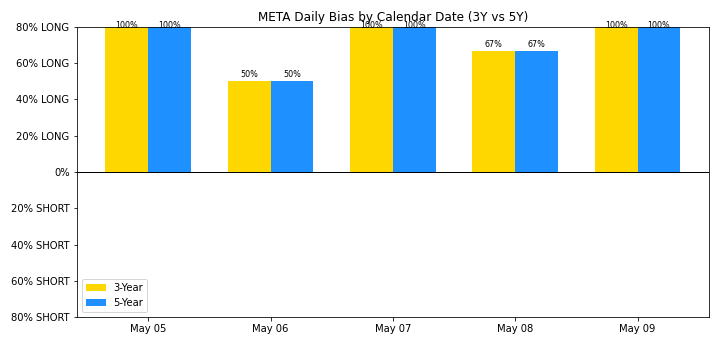 META Daily Bias by Calendar Date (3Y vs 5Y)
80% LONG
60% LONG
40% LONG
20% LONG
0%
20% SHORT
40% SHORT
60% SHORT
80% SHORT
100% 100% 50% 50% 100% 100% 67% 67% 100% 100%
3-Year
5-Year
May 05 May 06 May 07 May 08 May 09